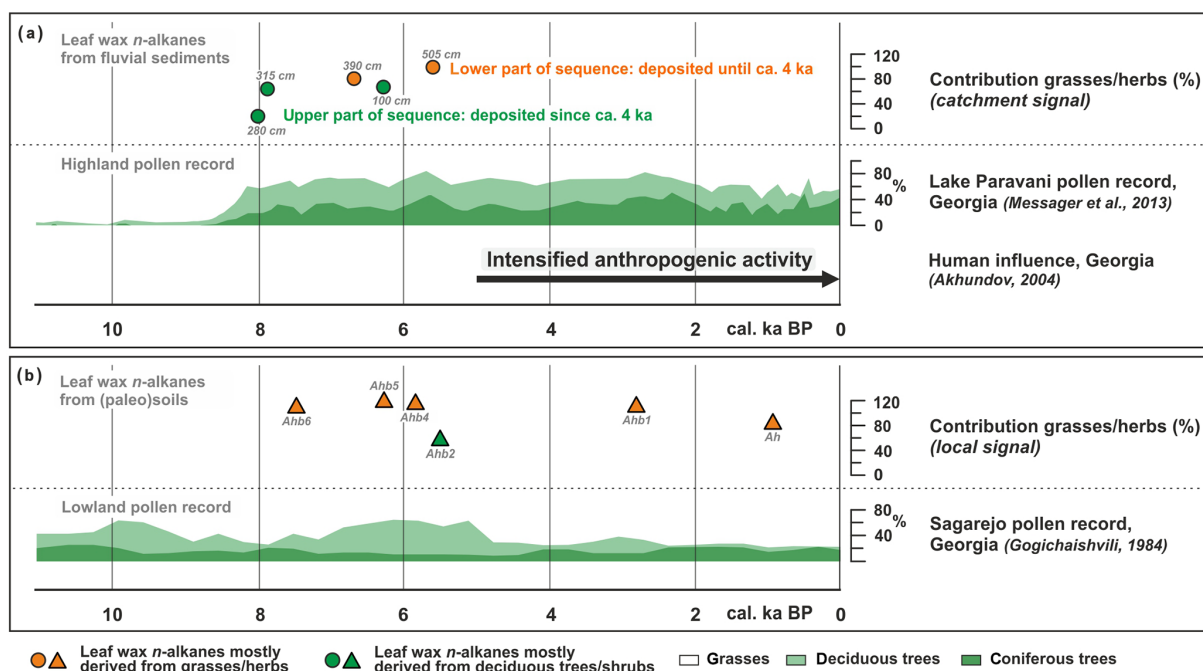 (a)
Leaf wax n-alkanes
from fluvial sediments
315 cm
280 cm
390 cm
100 cm
505 cm
Lower part of sequence: deposited until ca. 4 ka
Upper part of sequence: deposited since ca. 4 ka
120
80
40
0
Contribution grasses/herbs (%)
(catchment signal)
Highland pollen record
80
40
0
%
Lake Paravani pollen record,
Georgia (Messager et al., 2013)
Intensified anthropogenic activity
Human influence, Georgia
(Akhundov, 2004)
10 8 6 4 2 cal. ka BP 0
(b)
Leaf wax n-alkanes
from (paleo)soils
Ahb6
Ahb5
Ahb4
Ahb2
Ahb1
Ah
120
80
40
0
Contribution grasses/herbs (%)
(local signal)
Lowland pollen record
80
40
%
Sagarejo pollen record,
Georgia (Gogichaishvili, 1984)
10 8 6 4 2 cal. ka BP 0
Leaf wax n-alkanes mostly
derived from grasses/herbs
Leaf wax n-alkanes mostly
derived from deciduous trees/shrubs
Grasses
Deciduous trees
Coniferous trees